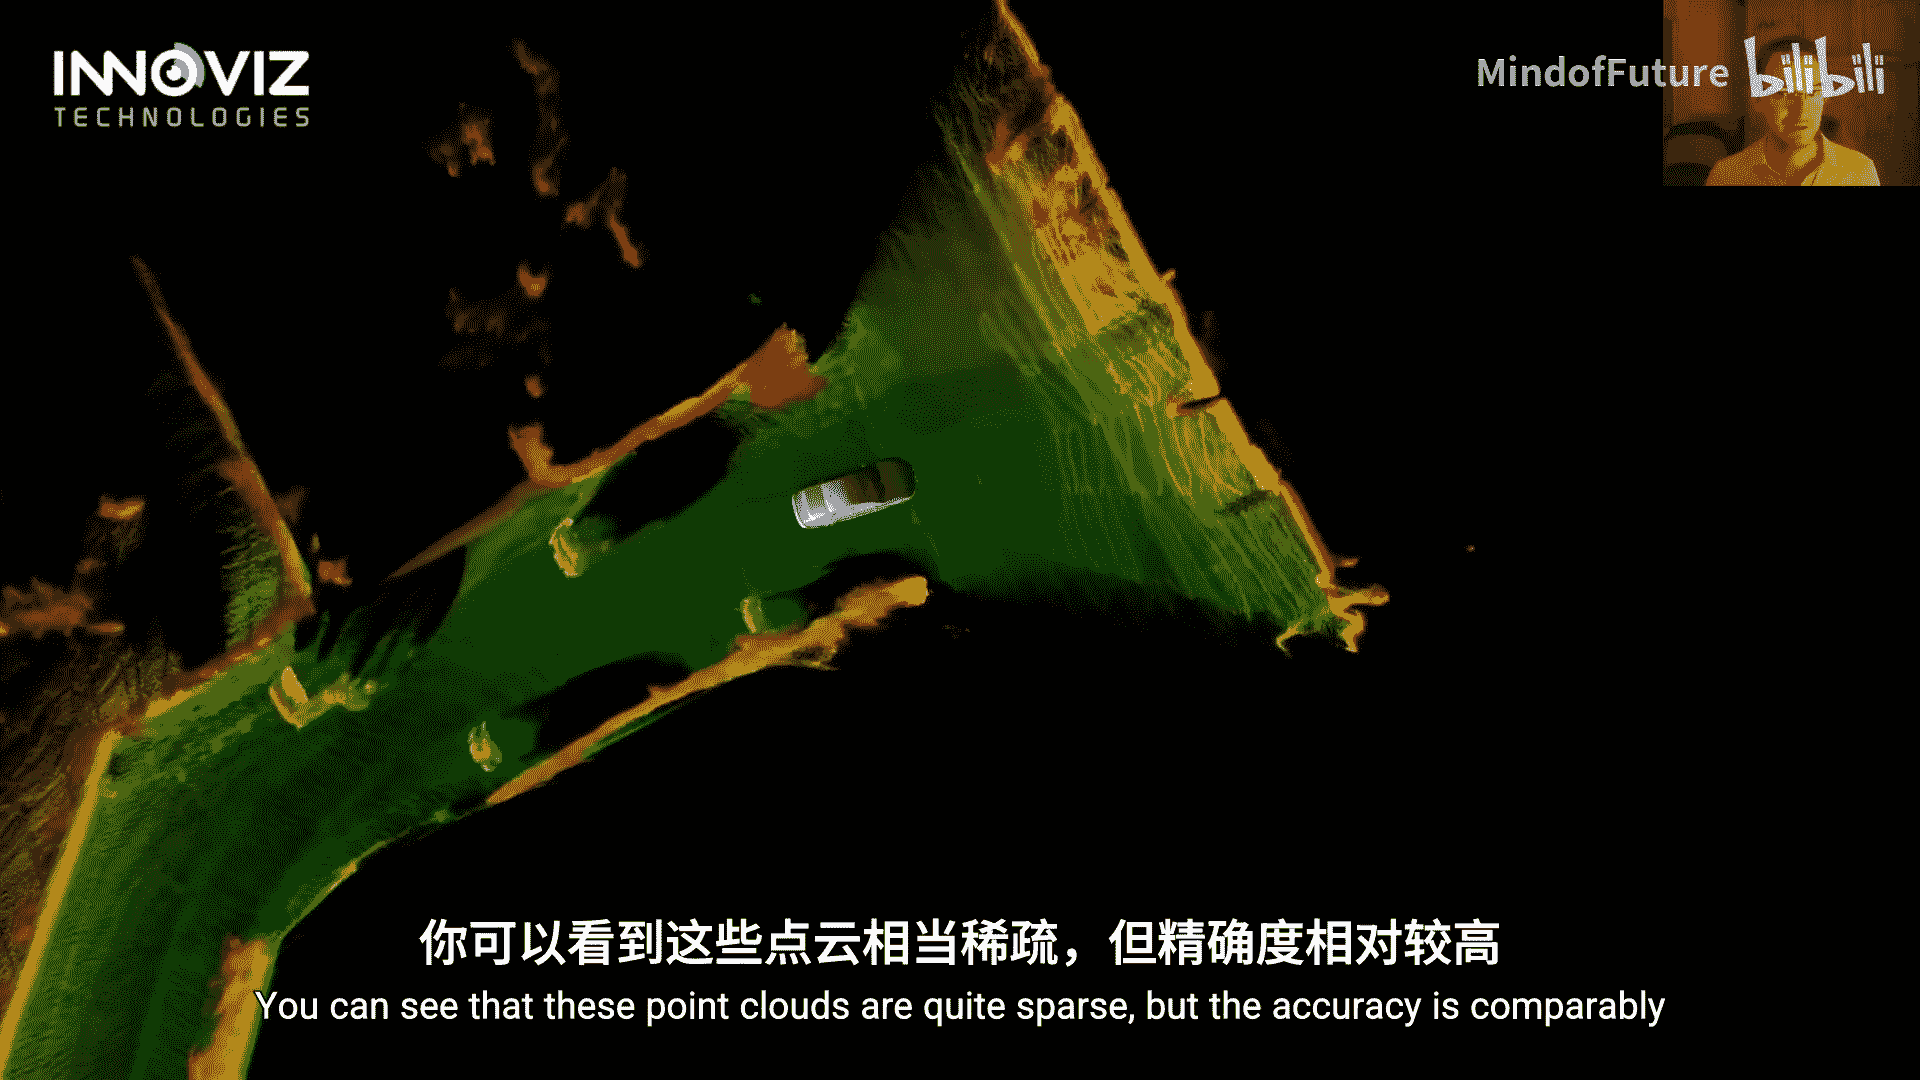 INNOVIZ
TECHNOLOGIES
MindofFuture bilibili
你可以看到这些点云相当稀疏，但精确度相对较高
You can see that these point clouds are quite sparse, but the accuracy is comparably